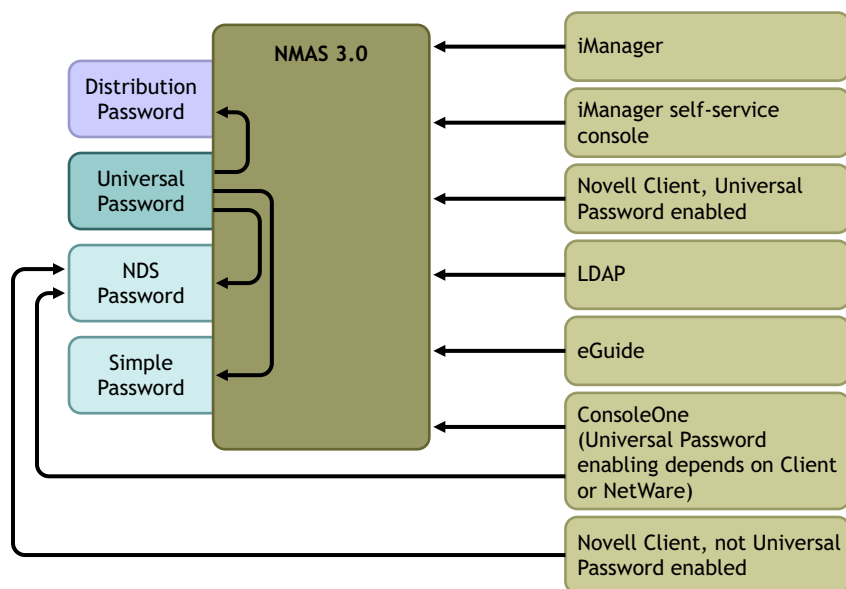 NMAS 3.0
Distribution
Password
Universal
Password
NDS
Password
Simple
Password
iManager
iManager self-service
console
Novell Client, Universal
Password enabled
LDAP
eGuide
ConsoleOne
(Universal Password
enabling depends on Client
or NetWare)
Novell Client, not Universal
Password enabled